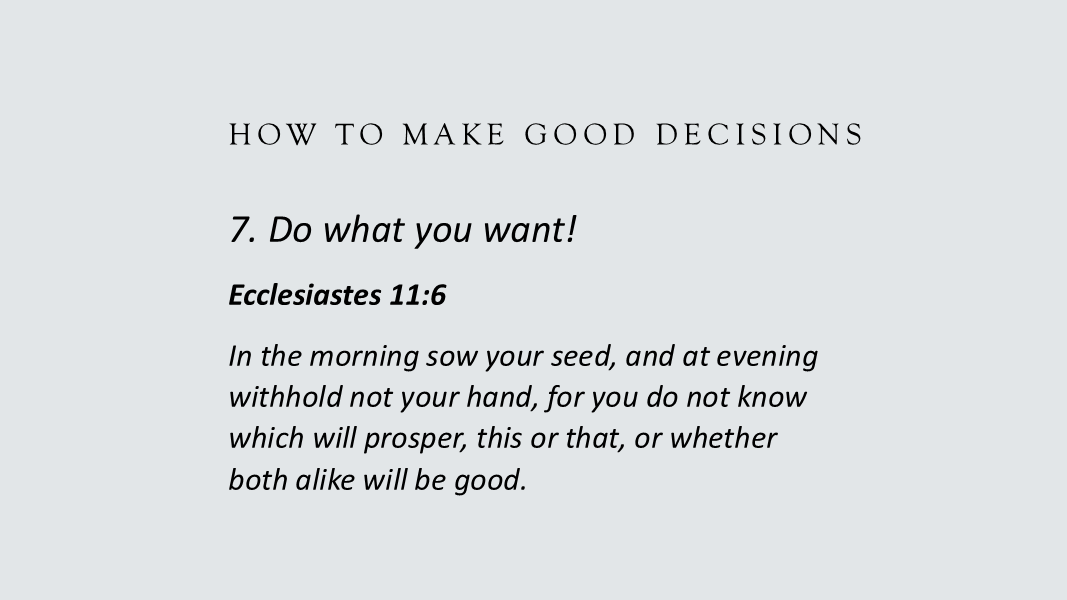 HOW TO MAKE GOOD DECISIONS
7. Do what you want!
Ecclesiastes 11:6
In the morning sow your seed, and at evening
withhold not your hand, for you do not know
which will prosper, this or that, or whether
both alike will be good.